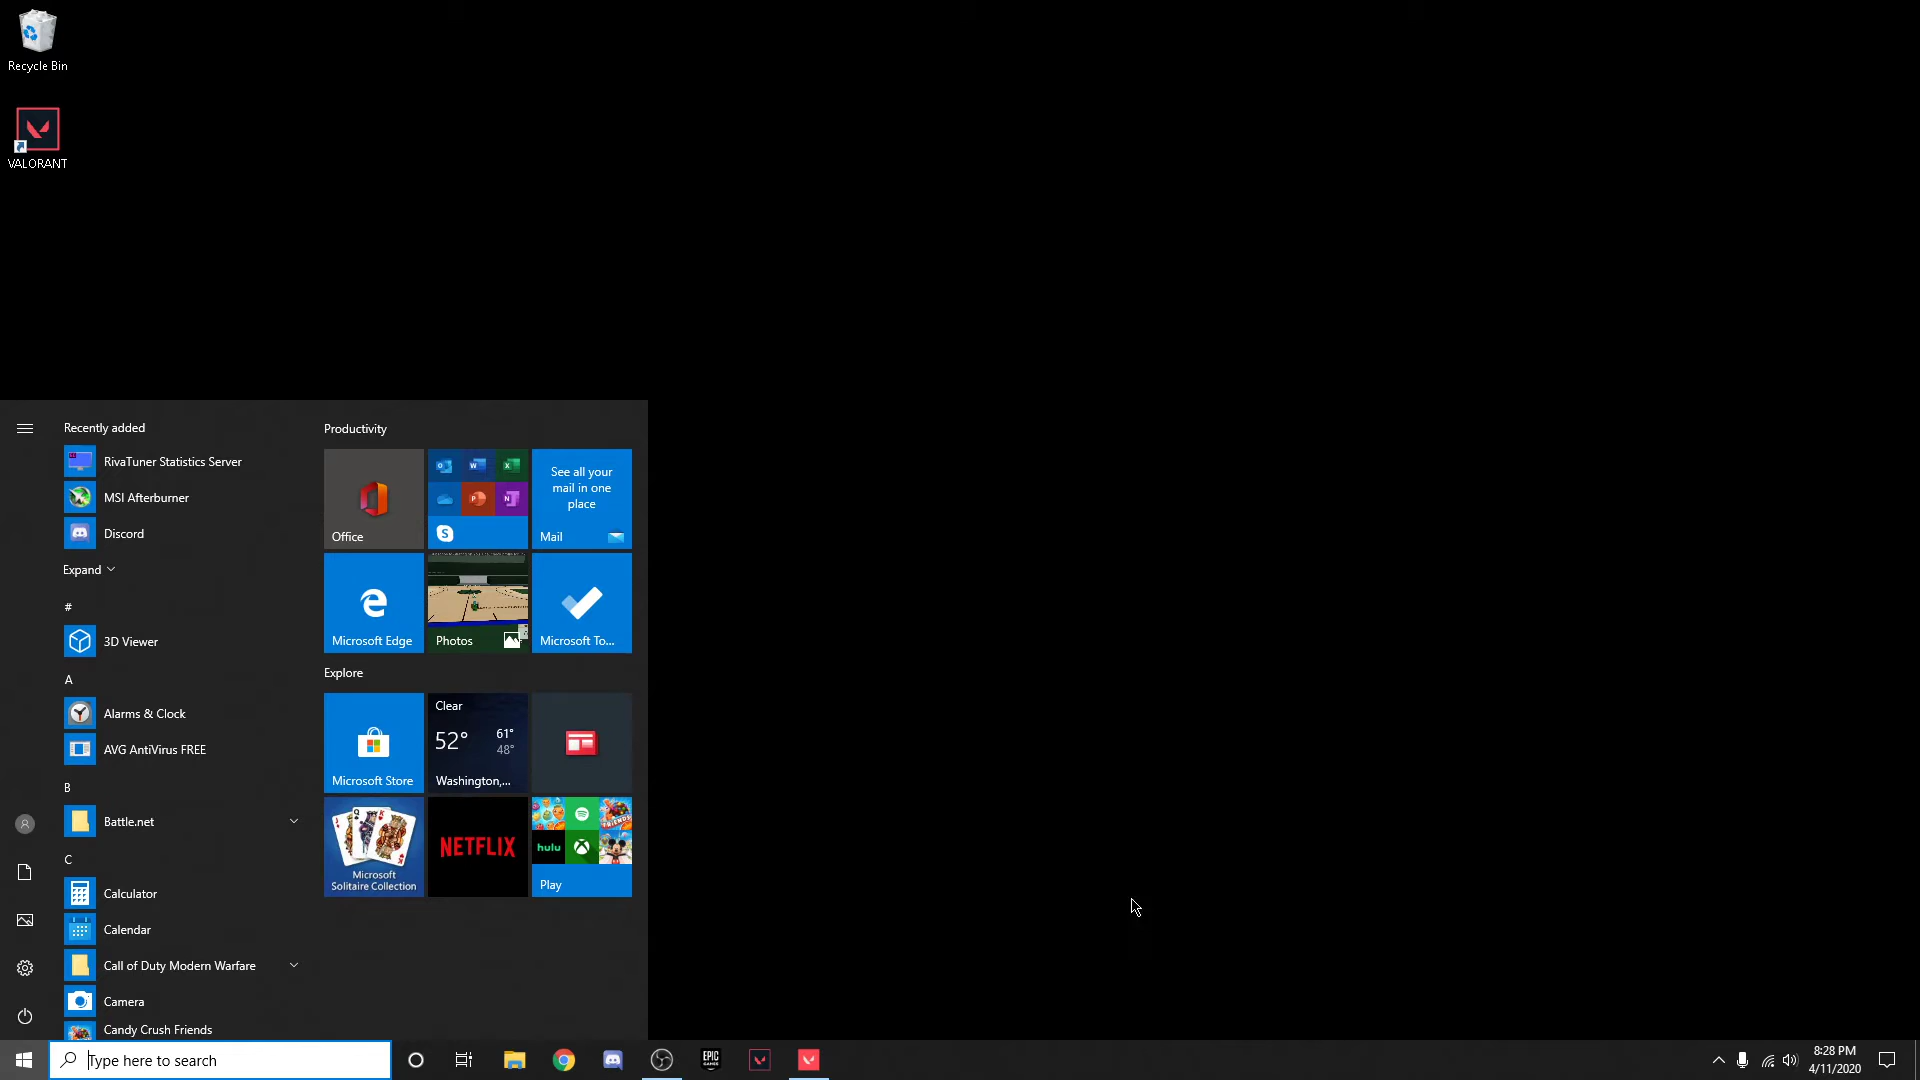 Recycle Bin
VALORANT
Recently added
RivaTuner Statistics Server
MSI Afterburner
Discord
Expand
#
3D Viewer
A
Alarms & Clock
AVG AntiVirus FREE
B
Battle.net
C
Calculator
Calendar
Call of Duty Modern Warfare
Camera
Candy Crush Friends
Productivity
Office
See all your
mail in one
place
Mail
Microsoft Edge
Photos
Microsoft To...
Explore
Microsoft Store
Clear
52°
61°
48°
Washington,...
Microsoft
Solitaire Collection
NETFLIX
hulu
Play
Type here to search
EPIC
GAMES
8:28 PM
4/11/2020